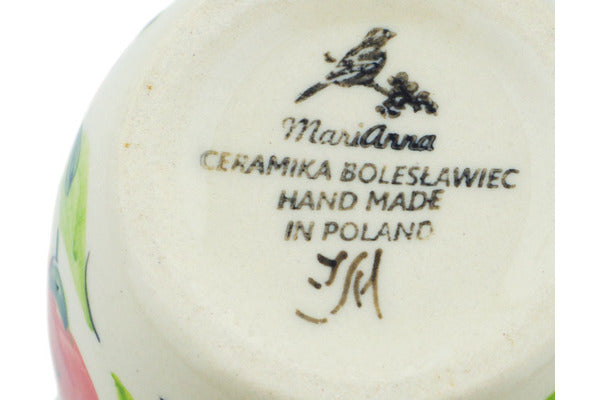 MariAnna
CERAMIKA BOLESŁAWIEC
HAND MADE
IN POLAND